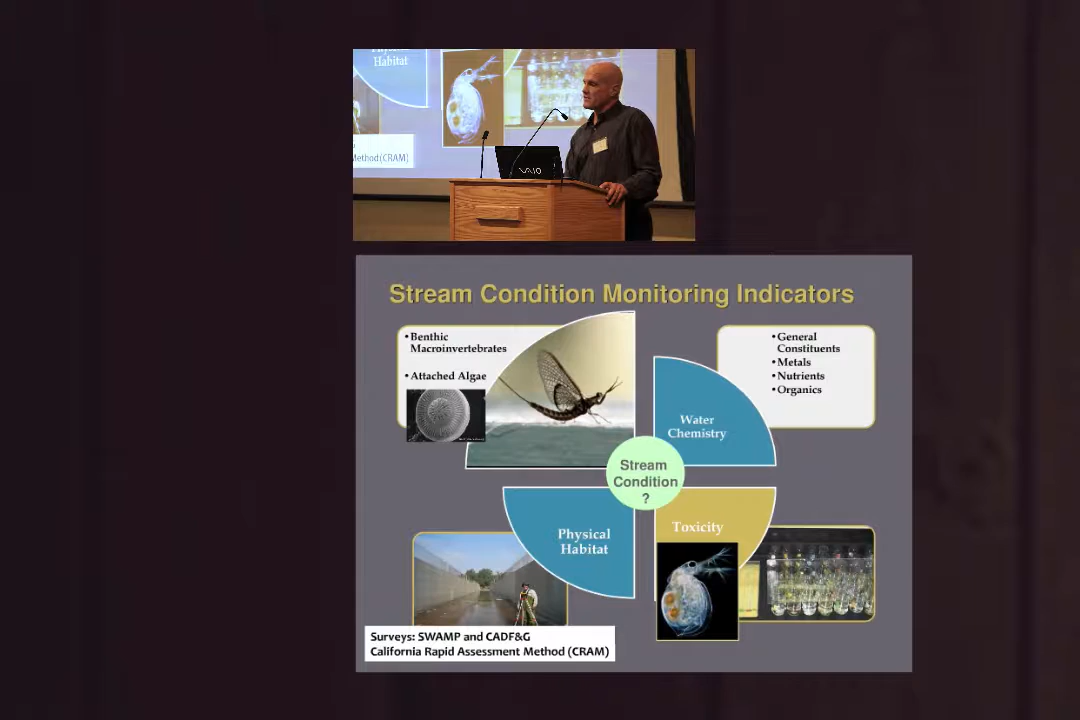 Habitat
Method(CRAM)
VAIO
Stream Condition Monitoring Indicators
•Benthic
Macroinvertebrates
•Attached Algae
•General
Constituents
•Metals
•Nutrients
•Organics
Water
Chemistry
Stream
Condition
?
Physical
Habitat
Toxicity
Surveys: SWAMP and CADF&G
California Rapid Assessment Method (CRAM)